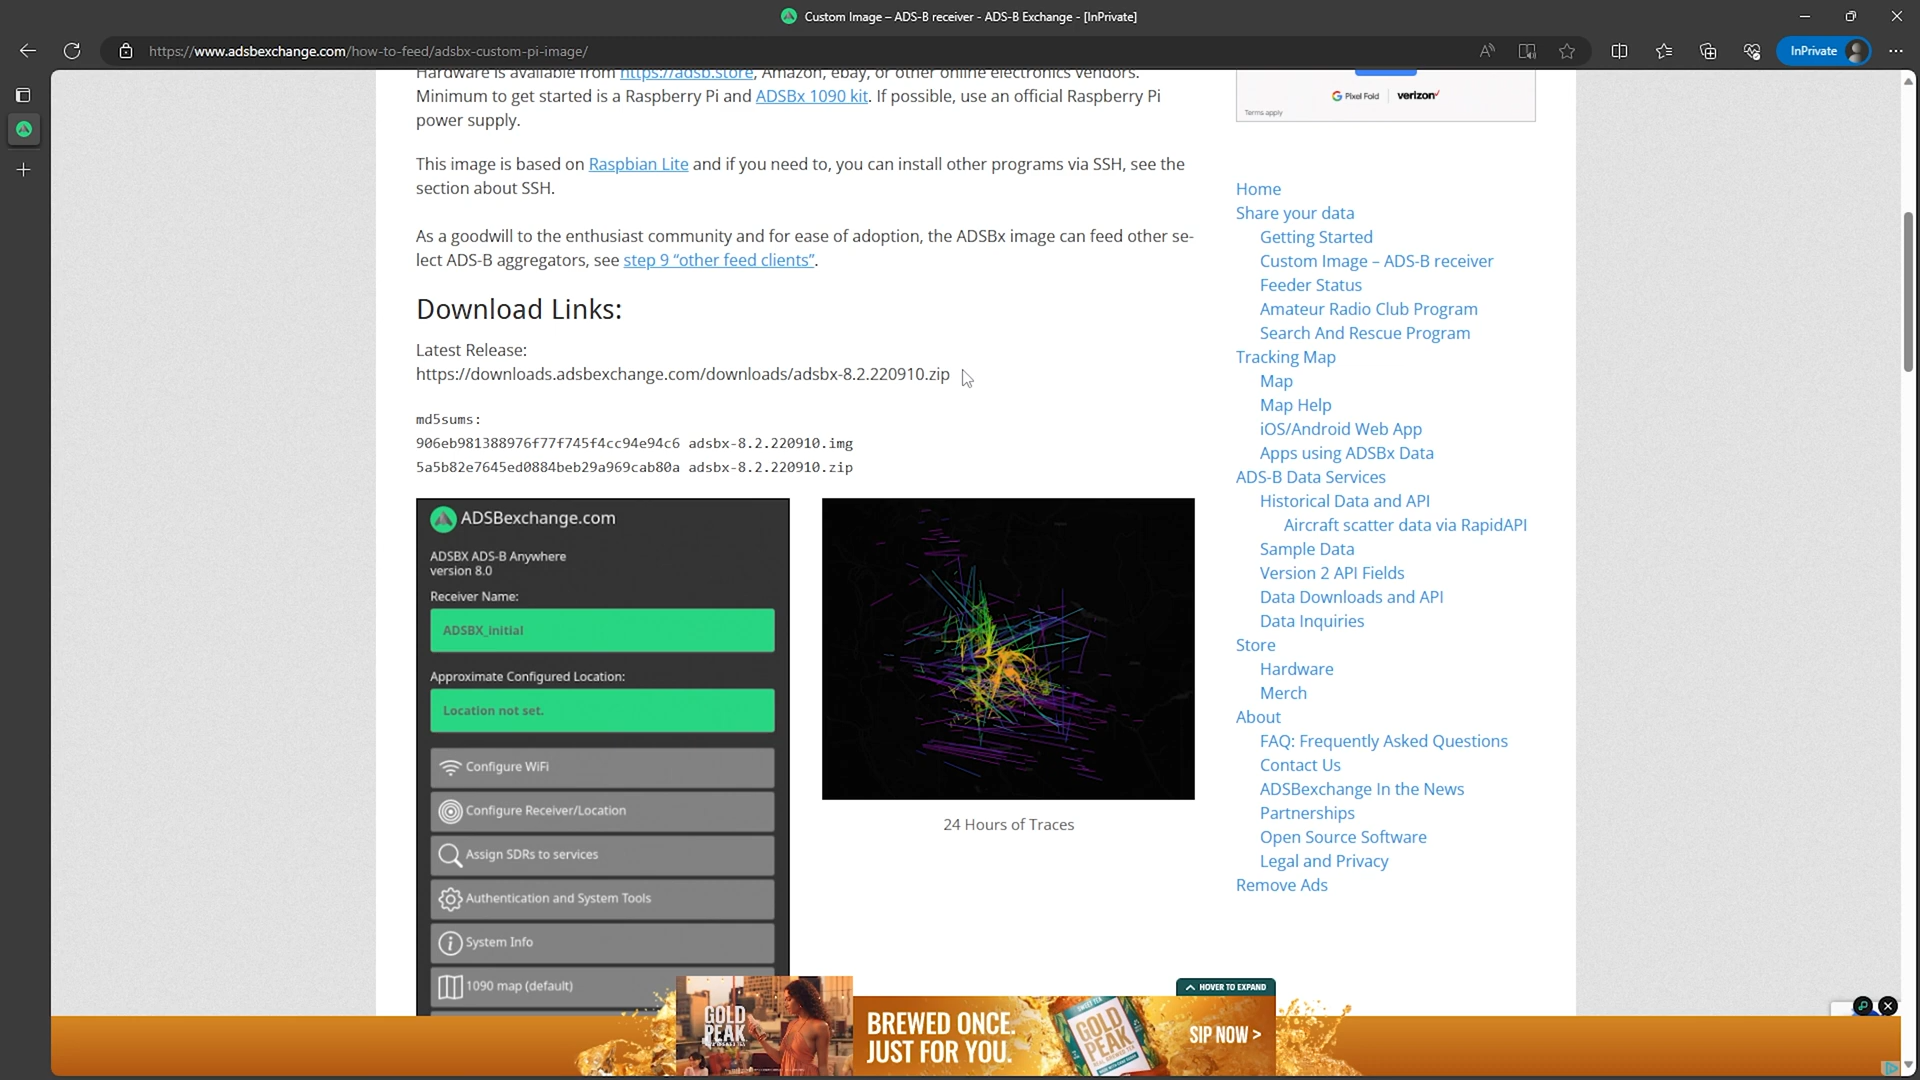 Custom Image – ADS-B receiver - ADS-B Exchange - [InPrivate]
https://www.adsbexchange.com/how-to-feed/adsbx-custom-pi-image/
InPrivate
Hardware is available from https://adsb.store, Amazon, ebay, or other online electronics vendors.
Minimum to get started is a Raspberry Pi and ADSBx 1090 kit. If possible, use an official Raspberry Pi
power supply.
This image is based on Raspbian Lite and if you need to, you can install other programs via SSH, see the
section about SSH.
As a goodwill to the enthusiast community and for ease of adoption, the ADSBx image can feed other se-
lect ADS-B aggregators, see step 9 “other feed clients”.
Download Links:
Latest Release:
https://downloads.adsbexchange.com/downloads/adsbx-8.2.220910.zip
md5sums:
906eb981388976f77f745f4cc94e94c6 adsbx-8.2.220910.img
5a5b82e7645ed0884beb29a969cab80a adsbx-8.2.220910.zip
ADSBexchange.com
ADSBX ADS-B Anywhere
version 8.0
Receiver Name:
ADSBX_initial
Approximate Configured Location:
Location not set.
Configure WiFi
Configure Receiver/Location
Assign SDRs to services
Authentication and System Tools
System Info
1090 map (default)
24 Hours of Traces
Pixel Fold | verizon
Terms apply
Home
Share your data
Getting Started
Custom Image – ADS-B receiver
Feeder Status
Amateur Radio Club Program
Search And Rescue Program
Tracking Map
Map
Map Help
iOS/Android Web App
Apps using ADSBx Data
ADS-B Data Services
Historical Data and API
Aircraft scatter data via RapidAPI
Sample Data
Version 2 API Fields
Data Downloads and API
Data Inquiries
Store
Hardware
Merch
About
FAQ: Frequently Asked Questions
Contact Us
ADSBexchange In the News
Partnerships
Open Source Software
Legal and Privacy
Remove Ads
HOVER TO EXPAND
GOLD
PEAK
BREWED ONCE.
JUST FOR YOU.
GOLD
PEAK
SIP NOW >